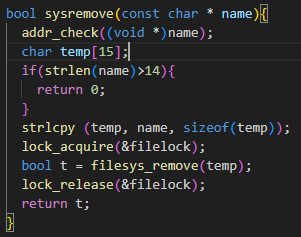 bool sysremove(const char * name){
  addr_check((void *)name);
  char temp[15];
  if(strlen(name)>14){
    return 0;
  }
  strlcpy (temp, name, sizeof(temp));
  lock_acquire(&filelock);
  bool t = filesys_remove(temp);
  lock_release(&filelock);
  return t;
}